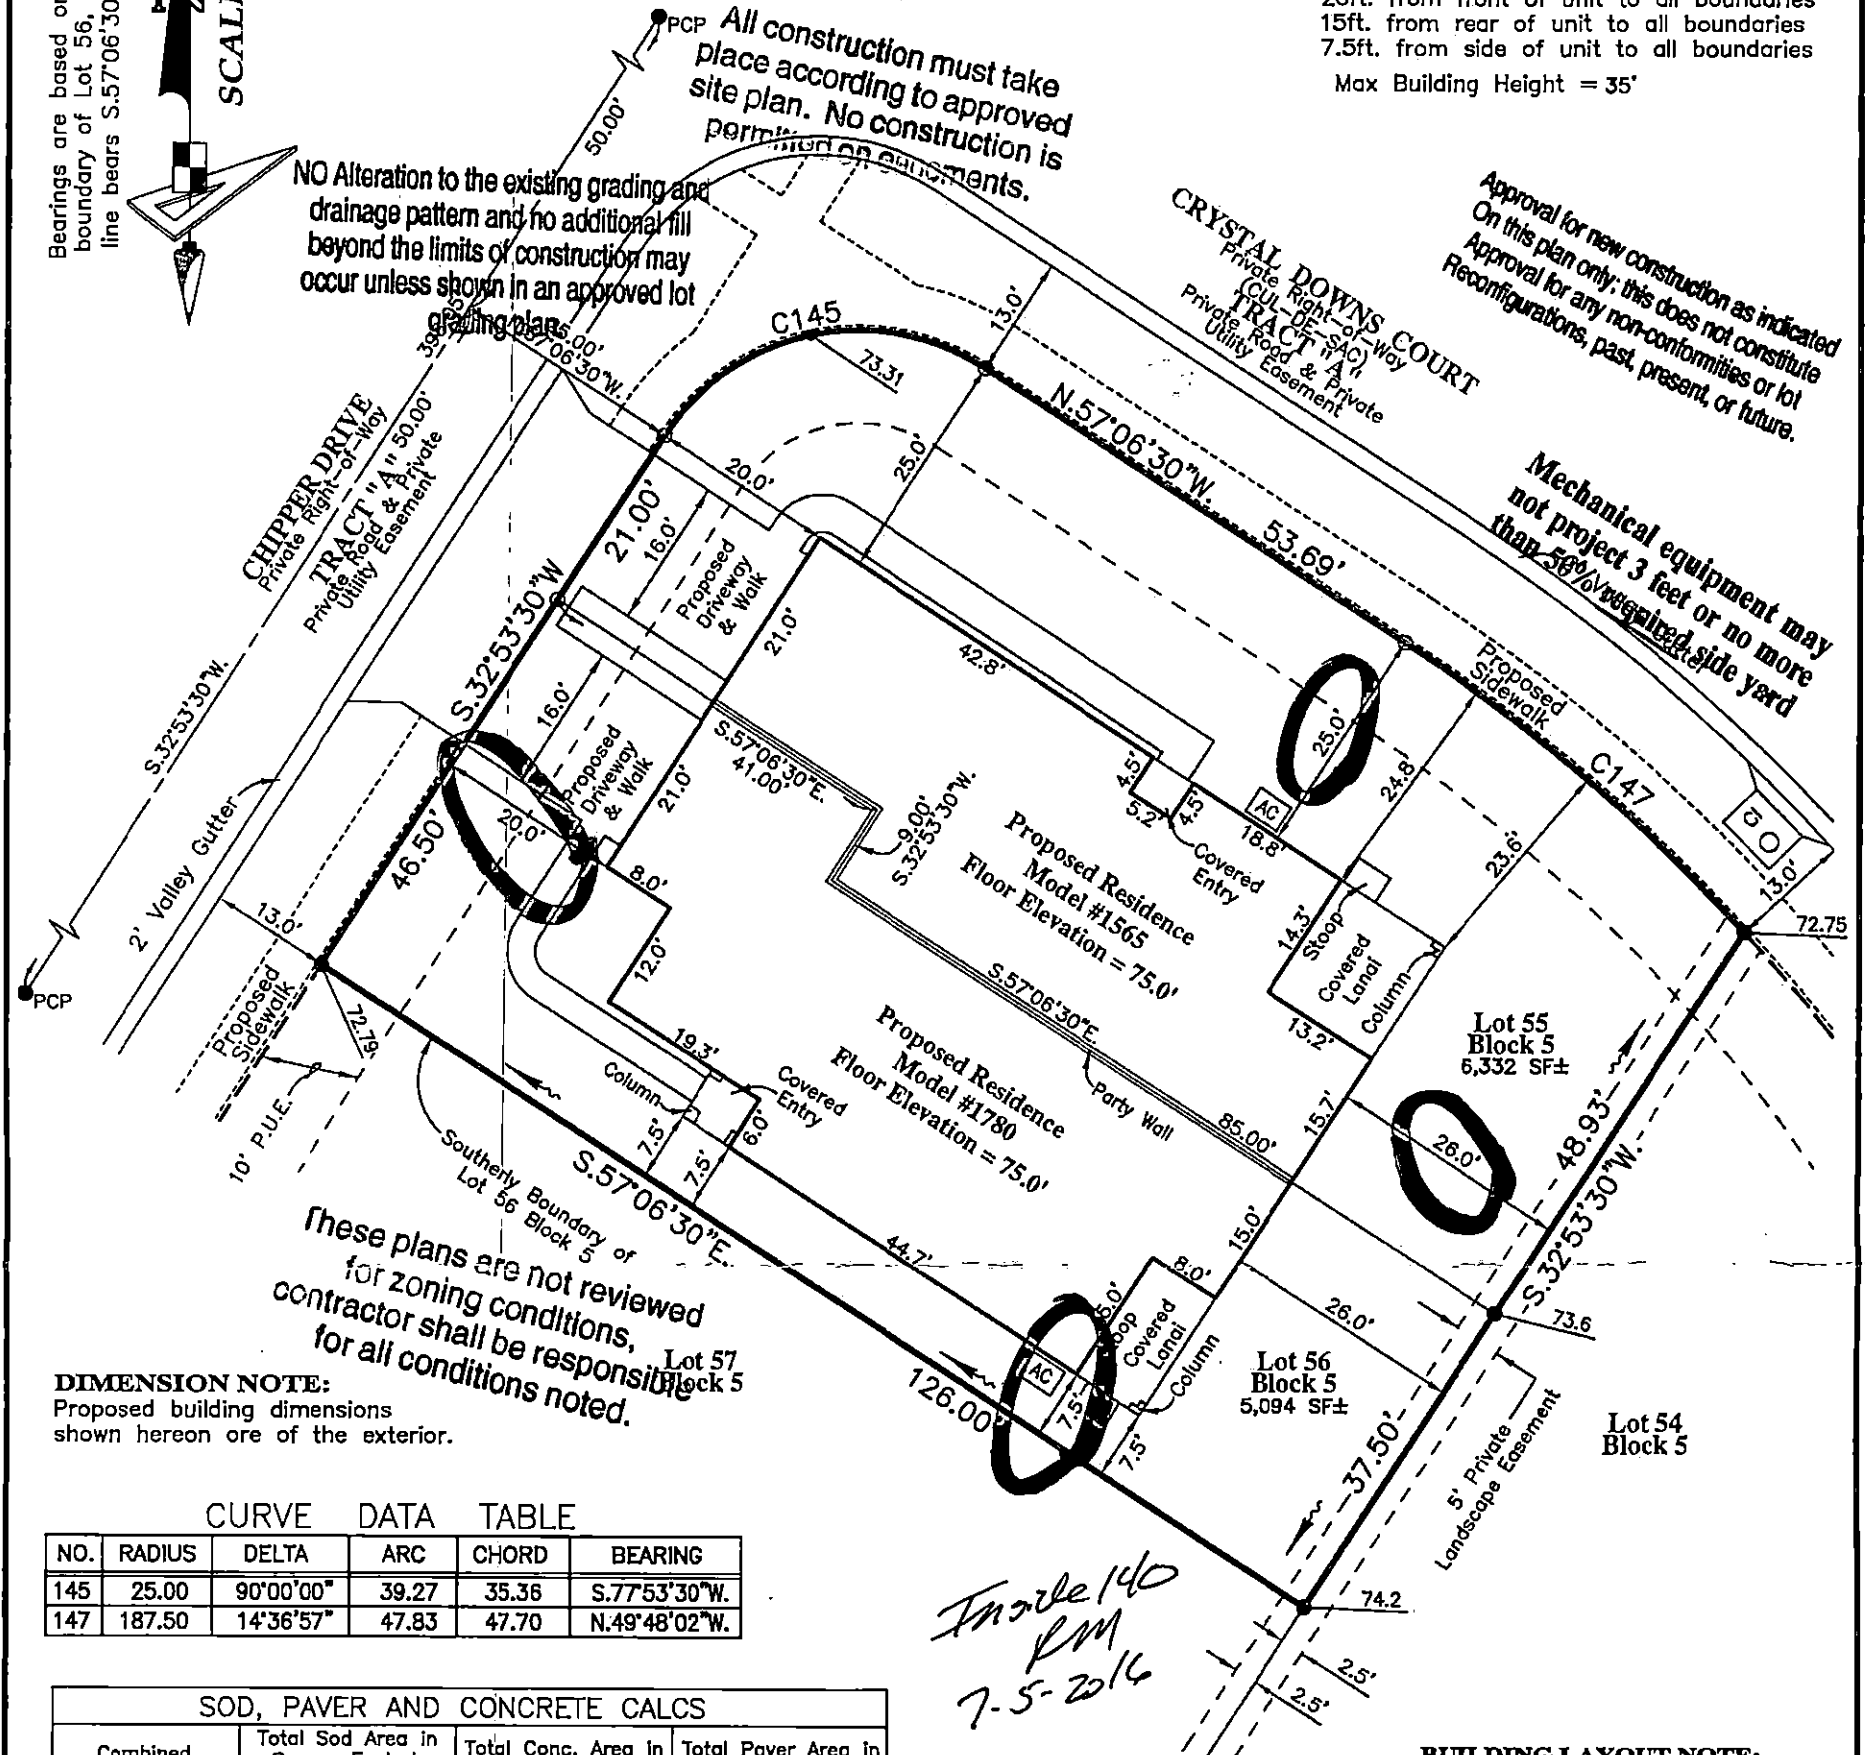 Bearings are based on
boundary of Lot 56,
line bears S.57°06'30
SCALE
PCP
50.00'
All construction must take
place according to approved
site plan. No construction is
permitted on easements.
15ft. from rear of unit to all boundaries
7.5ft. from side of unit to all boundaries
Max Building Height = 35'
NO Alteration to the existing grading and
drainage pattern and no additional fill
beyond the limits of construction may
occur unless shown in an approved lot
grading plan.
Approval for new construction as indicated
On this plan only; this does not constitute
Approval for any non-conformities or lot
Reconfigurations, past, present, or future.
CRYSTAL DOWNS COURT
Private Right-of-Way
(CUL-DE-SAC)
TRACT "A"
Private Road & Private
Utility Easement
Mechanical equipment may
not project 3 feet or no more
than 50% required side yard
CHIPPER DRIVE
Private Right-of-Way
TRACT "A" 50.00'
Private Road & Private
Utility Easement
S.32°53'30"W.
C145
73.31
13.0'
25.0'
N.57°06'30"W.
53.69'
20.0'
21.00'
16.0'
Proposed
Driveway
&
Walk
21.0'
42.8'
S.32°53'30"W
16.0'
Proposed
Driveway
& Walk
21.0'
S.57°06'30"E.
41.00'
9.00'
S.32°53'30"W.
4.5'
5.2'
4.5'
AC
18.8'
Covered
Entry
25.0'
24.8'
23.6'
Proposed
Sidewalk
C147
13.0'
72.75
2' Valley Gutter
46.50'
20.0'
8.0'
12.0'
13.0'
PCP
Proposed
Sidewalk
72.79
10' P.U.E.
19.3'
Column
Covered
Entry
7.5'
7.5'
6.0'
Proposed Residence
Model #1565
Floor Elevation = 75.0'
Stoop
14.3'
Covered
Lanai
Column
13.2'
Lot 55
Block 5
6,332 SF±
Proposed Residence
Model #1780
Floor Elevation = 75.0'
S.57°06'30"E.
Party Wall
85.00'
15.7'
26.0'
48.93'
S.32°53'30"W.
Southerly Boundary of
Lot 56 Block 5
S.57°06'30"E.
These plans are not reviewed
for zoning conditions,
contractor shall be responsible
for all conditions noted.
Lot 57
Block 5
44.7'
15.0'
8.0'
Covered
Lanai
Column
AC
7.5'
7.5'
26.0'
73.6
126.00'
Lot 56
Block 5
5,094 SF±
37.50'
5' Private
Landscape Easement
Lot 54
Block 5
74.2
2.5'
2.5'
DIMENSION NOTE:
Proposed building dimensions
shown hereon are of the exterior.
CURVE DATA TABLE
NO. RADIUS DELTA ARC CHORD BEARING
145 25.00 90°00'00" 39.27 35.36 S.77°53'30"W.
147 187.50 14°36'57" 47.83 47.70 N.49°48'02"W.
Inside 140
RM
7-5-2016
SOD, PAVER AND CONCRETE CALCS
Combined
Total Sod Area in
Total Conc. Area in
Total Paver Area in
BUILDING LAYOUT NOTE: